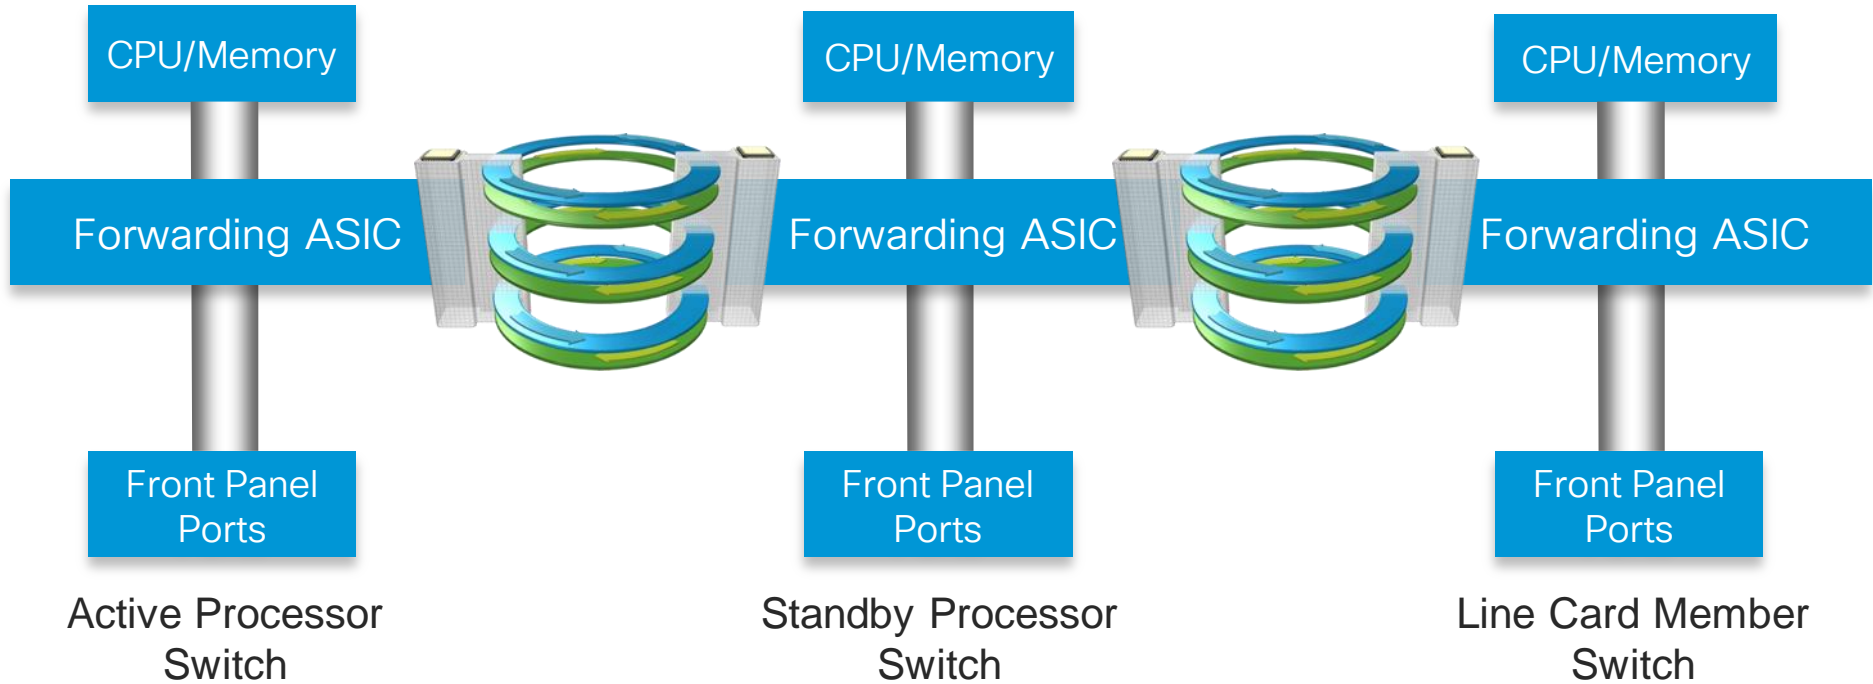 CPU/Memory
CPU/Memory
CPU/Memory
Forwarding ASIC
Forwarding ASIC
Forwarding ASIC
Front Panel
Ports
Front Panel
Ports
Front Panel
Ports
Active Processor
Switch
Standby Processor
Switch
Line Card Member
Switch